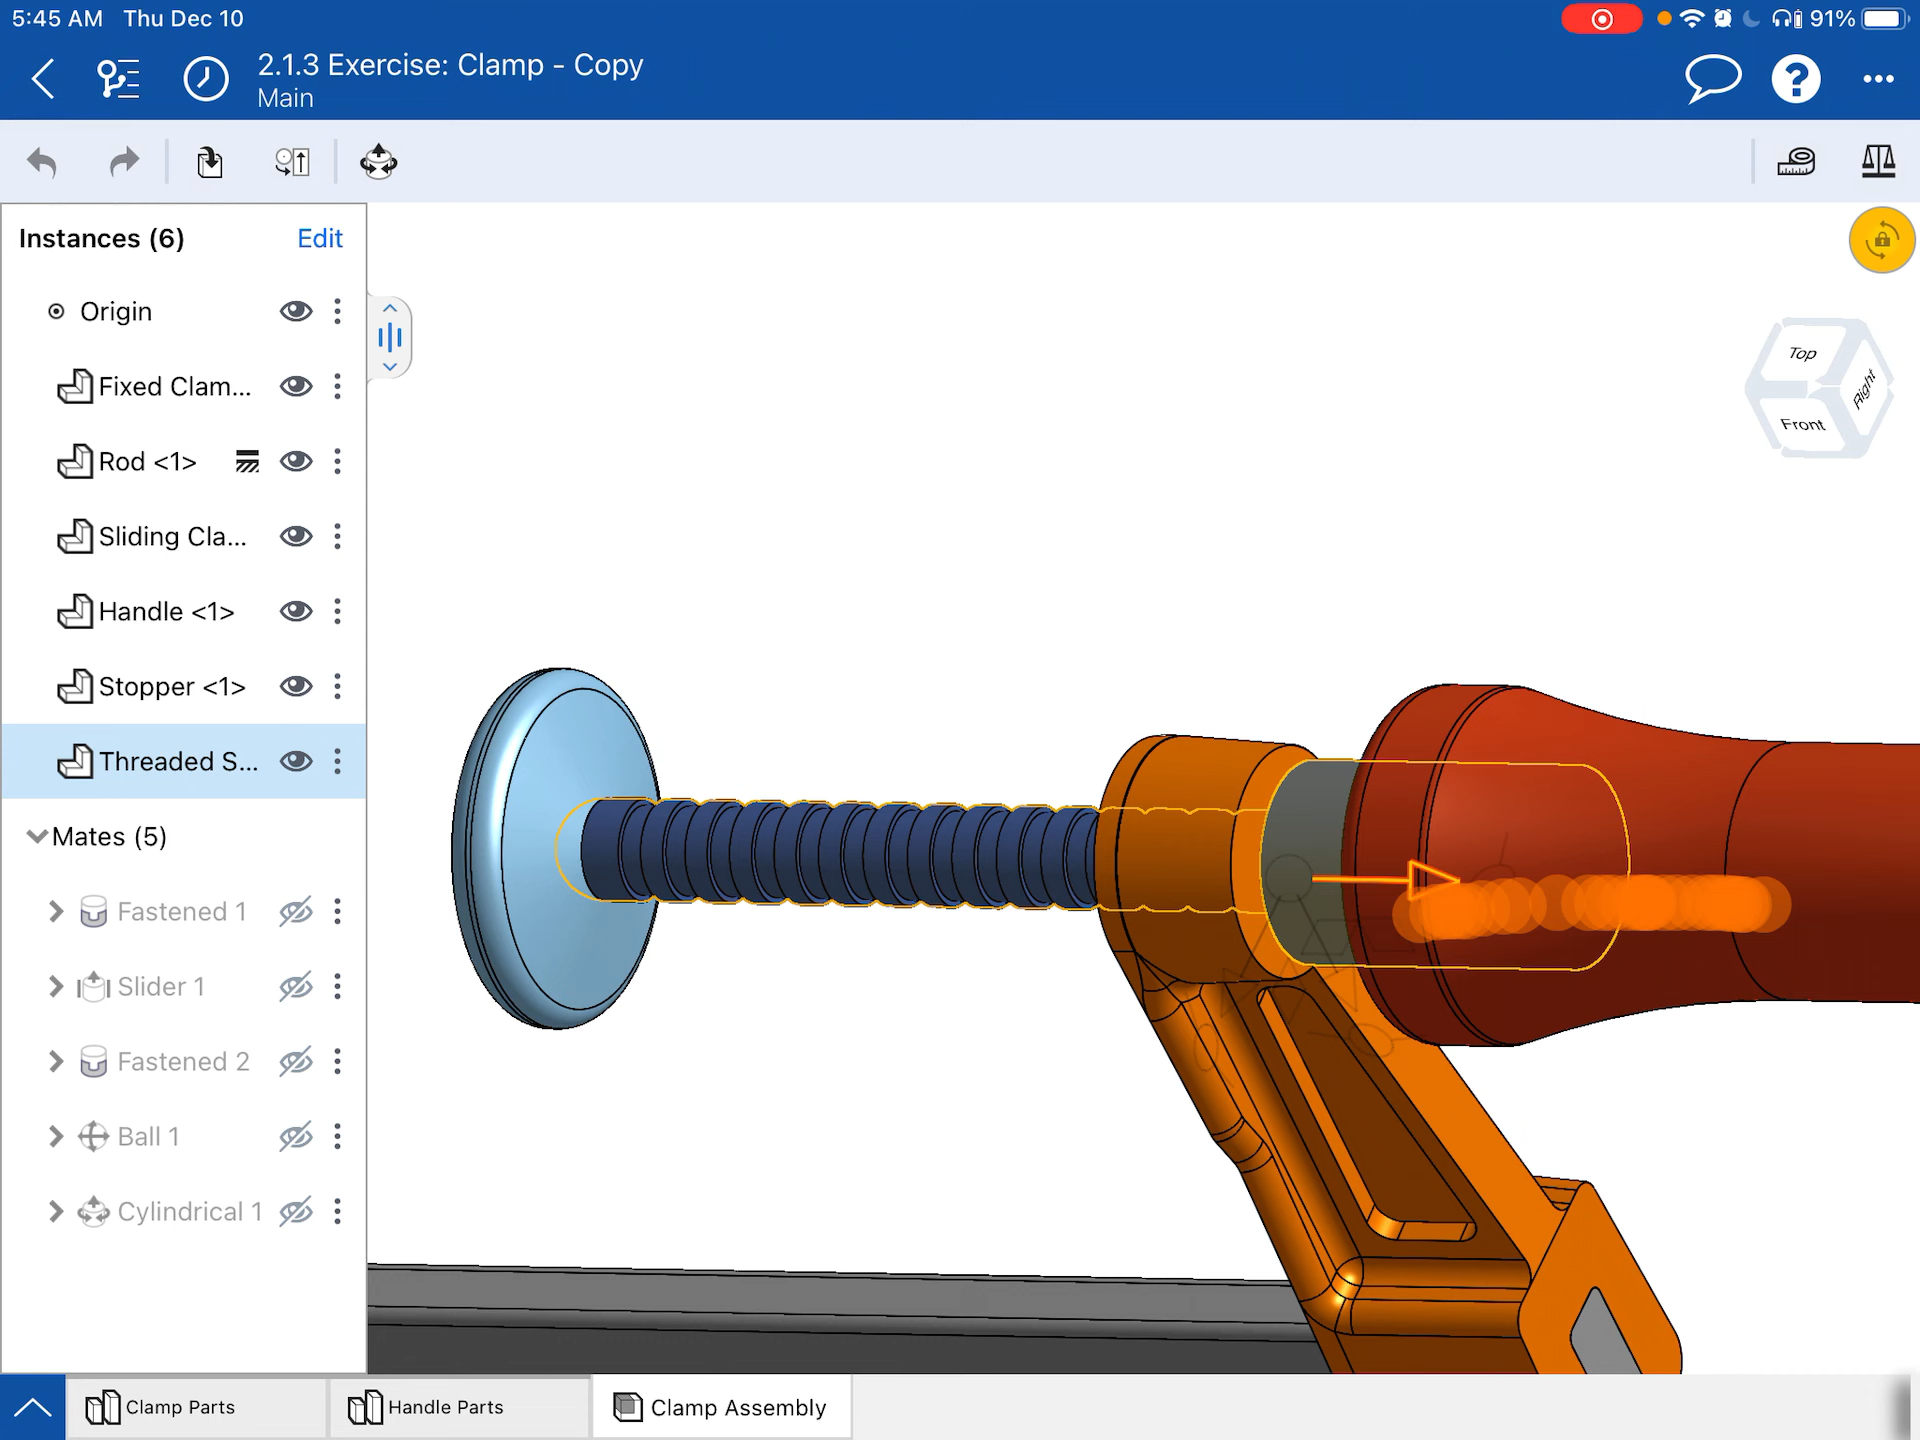 5:45 AM Thu Dec 10
91%
2.1.3 Exercise: Clamp - Copy
Main
Instances (6)
Edit
Origin
Fixed Clam...
Rod <1>
Sliding Cla...
Handle <1>
Stopper <1>
Threaded S...
Mates (5)
Fastened 1
Slider 1
Fastened 2
Ball 1
Cylindrical 1
Top
Front
Right
Clamp Parts
Handle Parts
Clamp Assembly